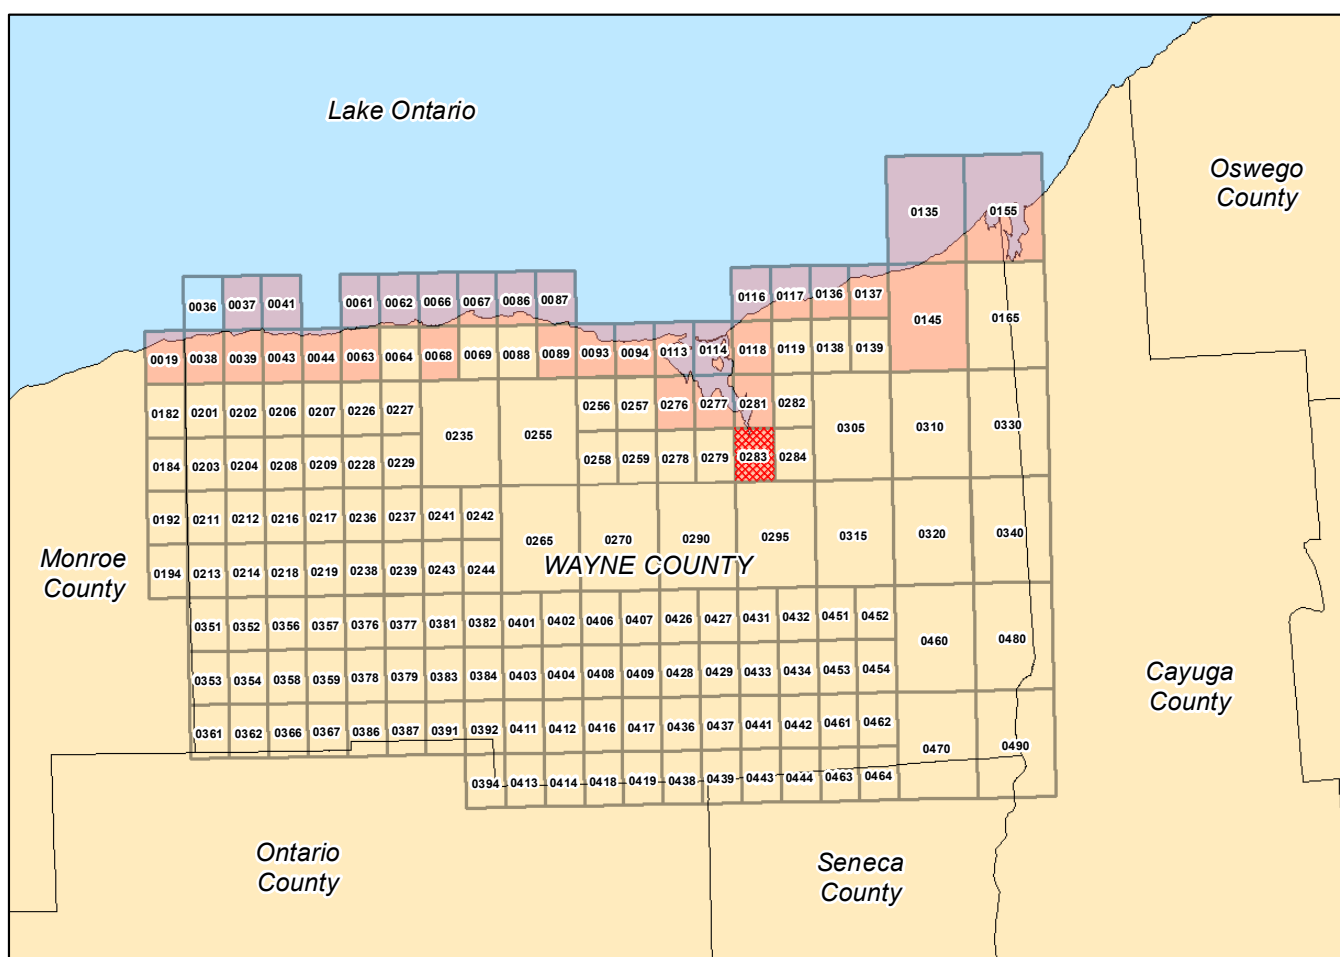 Lake Ontario
Oswego
County
0135 0155
0036 0037 0041 0061 0062 0066 0067 0086 0087 0116 0117 0136 0137
0145 0165
0019 0038 0039 0043 0044 0063 0064 0068 0069 0088 0089 0093 0094 0113 0114 0118 0119 0138 0139
0182 0201 0202 0206 0207 0226 0227 0256 0257 0276 0277 0281 0282
0235 0255 0305 0310 0330
0184 0203 0204 0208 0209 0228 0229 0258 0259 0278 0279 0283 0284
0192 0211 0212 0216 0217 0236 0237 0241 0242
0265 0270 0290 0295 0315 0320 0340
WAYNE COUNTY
Monroe
County
0194 0213 0214 0218 0219 0238 0239 0243 0244
0351 0352 0356 0357 0376 0377 0381 0382 0401 0402 0406 0407 0426 0427 0431 0432 0451 0452
0460 0480
0353 0354 0358 0359 0378 0379 0383 0384 0403 0404 0408 0409 0428 0429 0433 0434 0453 0454
Cayuga
County
0361 0362 0366 0367 0386 0387 0391 0392 0411 0412 0416 0417 0436 0437 0441 0442 0461 0462
0470 0490
0394 0413 0414 0418 0419 0438 0439 0443 0444 0463 0464
Ontario
County
Seneca
County